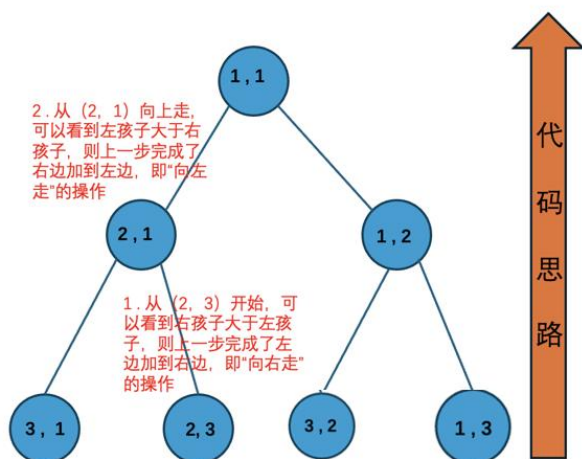 1 , 1
2 . 从（2，1）向上走，
可以看到左孩子大于右
孩子，则上一步完成了
右边加到左边，即“向左
走”的操作
2 , 1
1 , 2
1 . 从（2，3）开始，可
以看到右孩子大于左孩
子，则上一步完成了左
边加到右边，即“向右走”
的操作
3 , 1
2, 3
3 , 2
1 , 3
代
码
思
路